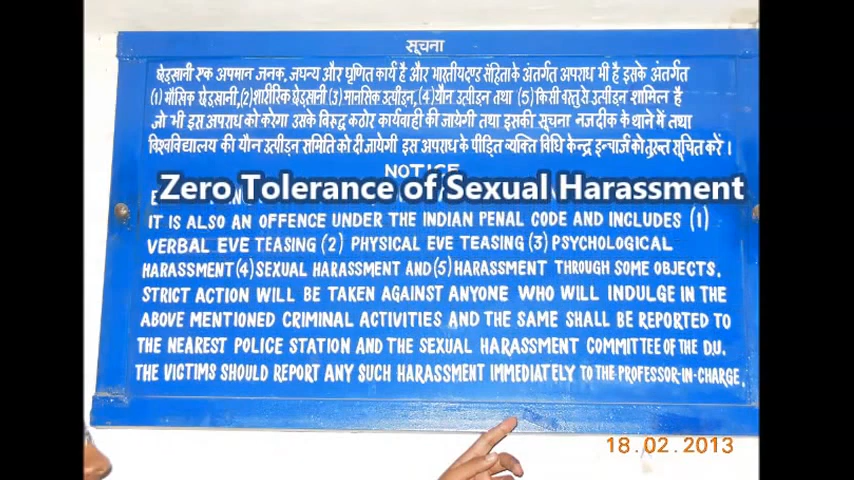 सूचना
छेड़खानी एक अपमान जनक, जघन्य और घृणित कार्य है और भारतीय दण्ड संहिता के अंतर्गत अपराध भी है इसके अंतर्गत
(1) मौखिक छेड़खानी,(2) शारीरिक छेड़खानी (3) मानसिक उत्पीड़न, (4) यौन उत्पीड़न तथा (5) किसी वस्तु से उत्पीड़न शामिल है
जो भी इस अपराध को करेगा उसके विरुद्ध कठोर कार्यवाही की जायेगी तथा इसकी सूचना नजदीक के थाने में तथा
विश्वविद्यालय की यौन उत्पीड़न समिति को दी जायेगी इस अपराध के पीड़ित व्यक्ति विधि केन्द्र इन्चार्ज को तुरन्त सूचित करें ।
NOTICE
Zero Tolerance of Sexual Harassment
IT IS ALSO AN OFFENCE UNDER THE INDIAN PENAL CODE AND INCLUDES (1)
VERBAL EVE TEASING (2) PHYSICAL EVE TEASING (3) PSYCHOLOGICAL
HARASSMENT (4) SEXUAL HARASSMENT AND (5) HARASSMENT THROUGH SOME OBJECTS.
STRICT ACTION WILL BE TAKEN AGAINST ANYONE WHO WILL INDULGE IN THE
ABOVE MENTIONED CRIMINAL ACTIVITIES AND THE SAME SHALL BE REPORTED TO
THE NEAREST POLICE STATION AND THE SEXUAL HARASSMENT COMMITTEE OF THE D.U.
THE VICTIMS SHOULD REPORT ANY SUCH HARASSMENT IMMEDIATELY TO THE PROFESSOR-IN-CHARGE.
18.02.2013